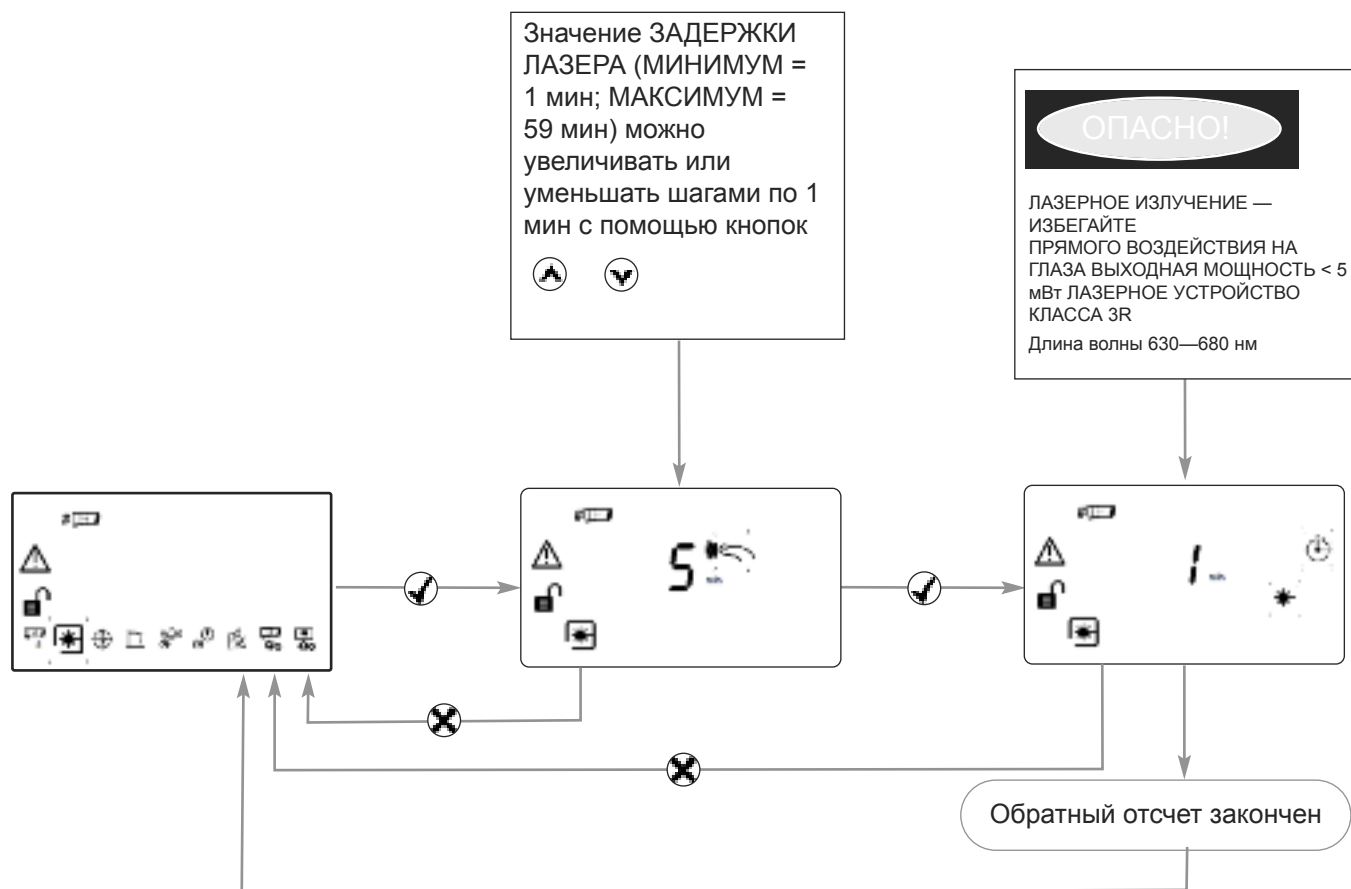 Значение ЗАДЕРЖКИ
ЛАЗЕРА (МИНИМУМ =
1 мин; МАКСИМУМ =
59 мин) можно
увеличивать или
уменьшать шагами по 1
мин с помощью кнопок
ОПАСНО!
ЛАЗЕРНОЕ ИЗЛУЧЕНИЕ —
ИЗБЕГАЙТЕ
ПРЯМОГО ВОЗДЕЙСТВИЯ НА
ГЛАЗА ВЫХОДНАЯ МОЩНОСТЬ < 5
мВт ЛАЗЕРНОЕ УСТРОЙСТВО
КЛАССА 3R
Длина волны 630—680 нм
5
1
Обратный отсчет закончен